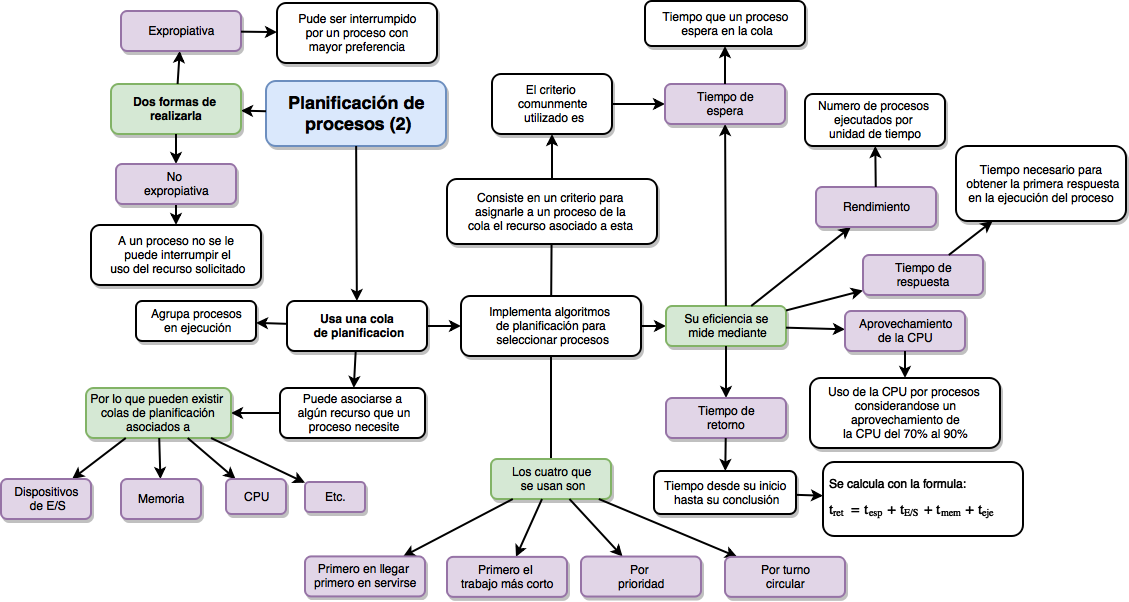 Expropiativa
Pude ser interrumpido
por un proceso con
mayor preferencia
Tiempo que un proceso
espera en la cola
Dos formas de
realizarla
Planificación de
procesos (2)
El criterio
comunmente
utilizado es
Tiempo de
espera
Numero de procesos
ejecutados por
unidad de tiempo
No
expropiativa
Consiste en un criterio para
asignarle a un proceso de la
cola el recurso asociado a esta
Rendimiento
Tiempo necesario para
obtener la primera respuesta
en la ejecución del proceso
A un proceso no se le
puede interrumpir el
uso del recurso solicitado
Tiempo de
respuesta
Agrupa procesos
en ejecución
Usa una cola
de planificacion
Implementa algoritmos
de planificación para
seleccionar procesos
Su eficiencia se
mide mediante
Aprovechamiento
de la CPU
Por lo que pueden existir
colas de planificación
asociados a
Puede asociarse a
algún recurso que un
proceso necesite
Tiempo de
retorno
Uso de la CPU por procesos
considerandose un
aprovechamiento de
la CPU del 70% al 90%
Dispositivos
de E/S
Memoria
CPU
Etc.
Los cuatro que
se usan son
Tiempo desde su inicio
hasta su conclusión
Se calcula con la formula:
t_ret = t_esp + t_E/S + t_mem + t_eje
Primero en llegar
primero en servirse
Primero el
trabajo más corto
Por
prioridad
Por turno
circular